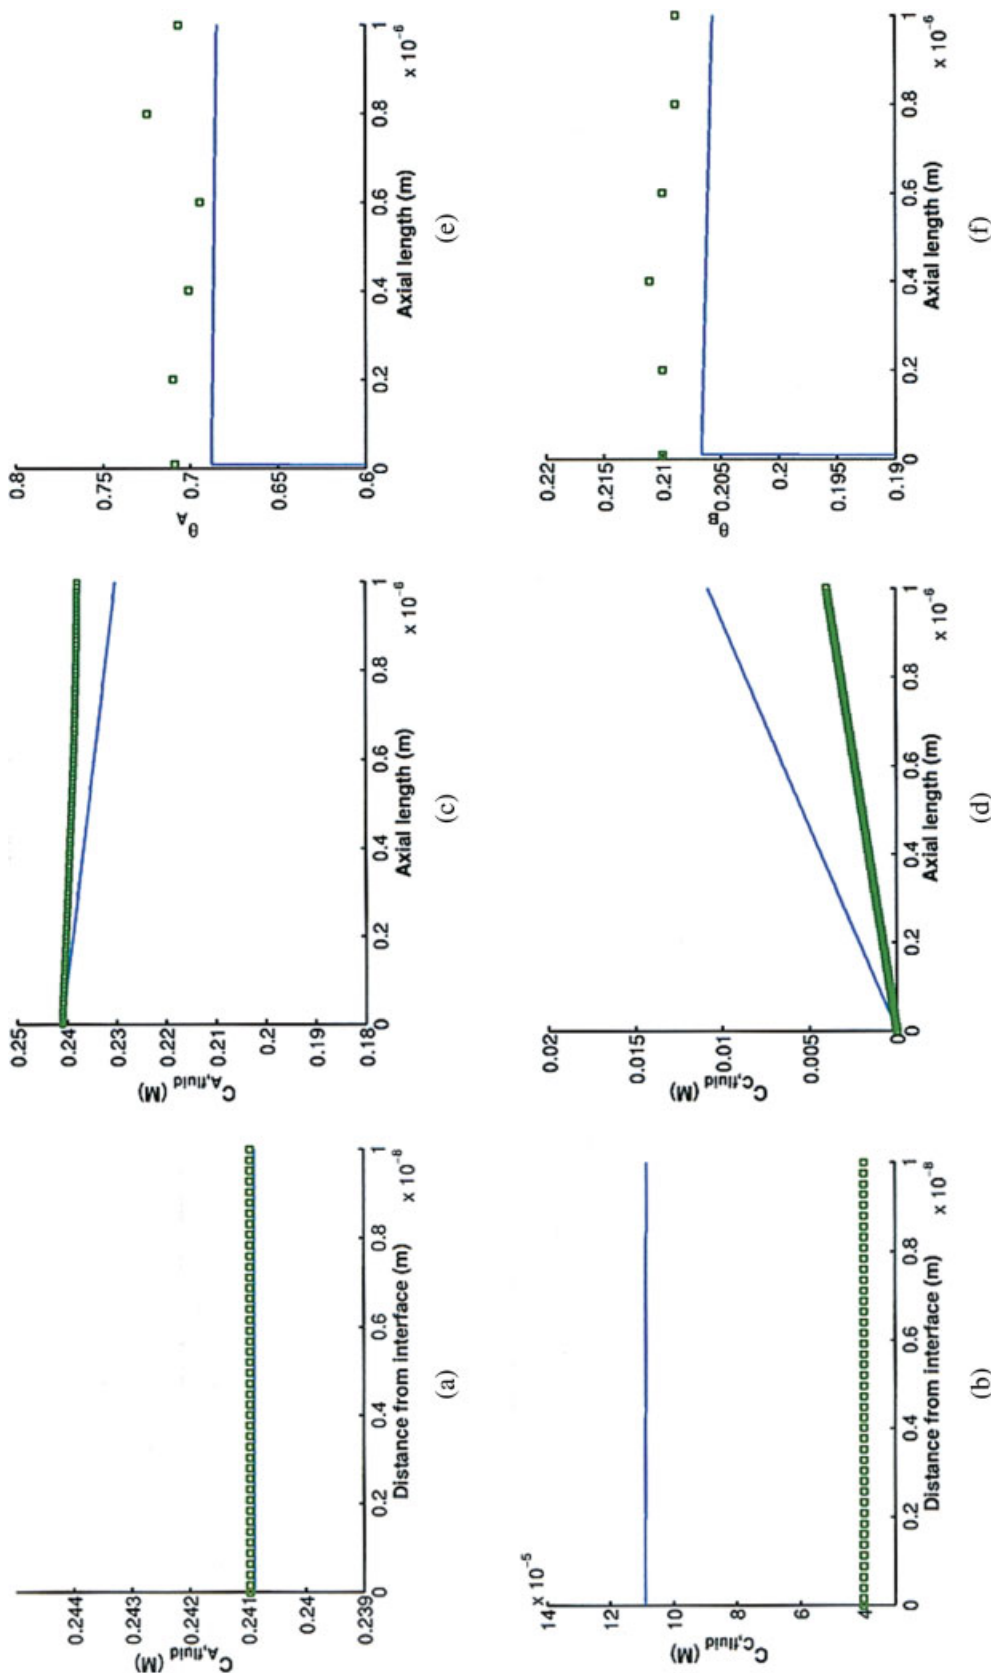 0.244
0.243
0.242
0.241
0.24
0.239
C_A,fluid (M)
0 0.2 0.4 0.6 0.8 1
x 10⁻⁸
Distance from interface (m)
(a)
0.25
0.24
0.23
0.22
0.21
0.2
0.19
0.18
C_A,fluid (M)
0 0.2 0.4 0.6 0.8 1
x 10⁻⁶
Axial length (m)
(c)
0.8
0.75
0.7
0.65
0.6
θ_A
0 0.2 0.4 0.6 0.8 1
x 10⁻⁶
Axial length (m)
(e)
x 10⁻⁵
14
12
10
8
6
4
C_C,fluid (M)
0 0.2 0.4 0.6 0.8 1
x 10⁻⁸
Distance from interface (m)
(b)
0.02
0.015
0.01
0.005
0
C_C,fluid (M)
0 0.2 0.4 0.6 0.8 1
x 10⁻⁶
Axial length (m)
(d)
0.22
0.215
0.21
0.205
0.2
0.195
0.19
θ_B
0 0.2 0.4 0.6 0.8 1
x 10⁻⁶
Axial length (m)
(f)